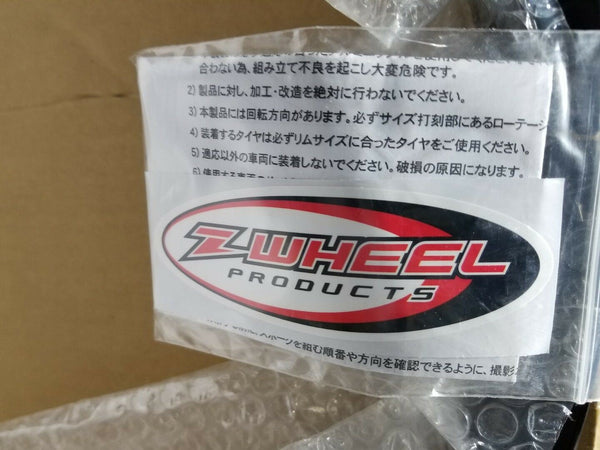 合わない為、組み立て不良を起こし大変危険です。
2) 製品に対し、加工・改造を絶対に行わないでください。
3) 本製品には回転方向があります。必ずサイズ打刻部にあるローテーシ
4) 装着するタイヤは必ずリムサイズに合ったタイヤをご使用ください。
5) 適応以外の車両に装着しないでください。破損の原因になります。
ZWHEEL
PRODUCTS
スポークを組む順番や方向を確認できるように、撮影